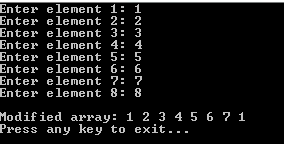 Enter element 1: 1
Enter element 2: 2
Enter element 3: 3
Enter element 4: 4
Enter element 5: 5
Enter element 6: 6
Enter element 7: 7
Enter element 8: 8
Modified array: 1 2 3 4 5 6 7 1
Press any key to exit...